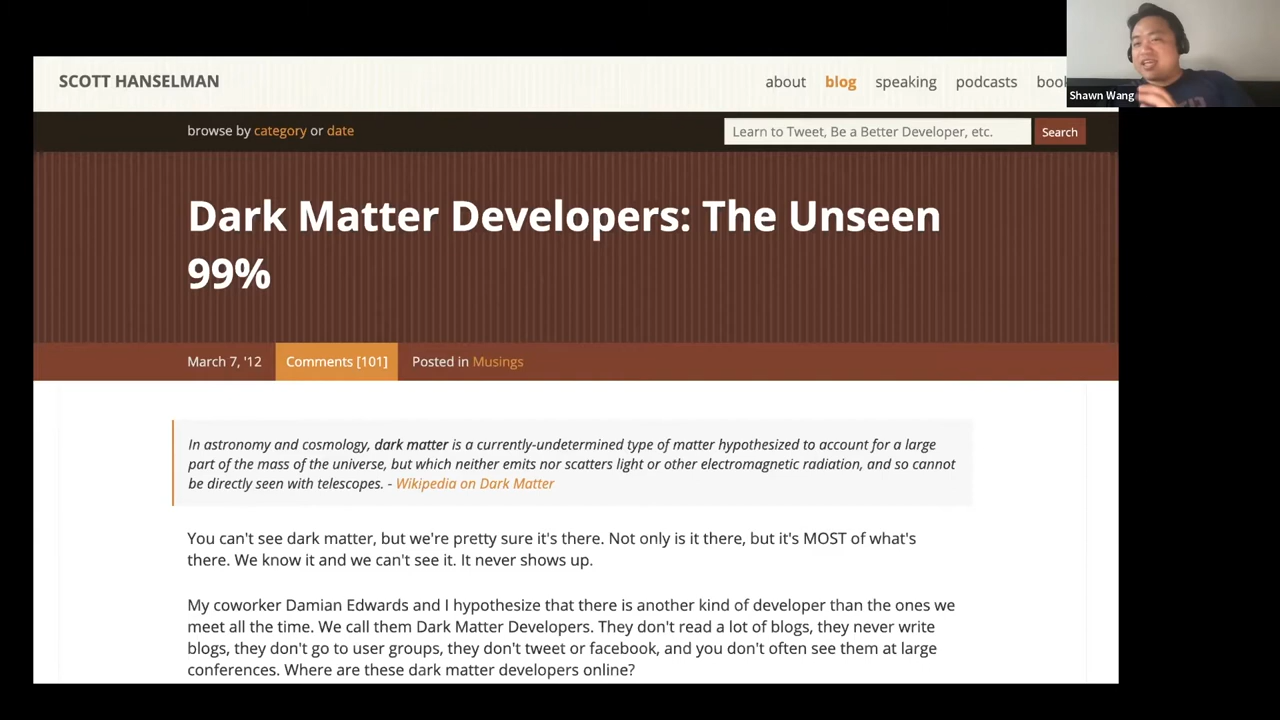 SCOTT HANSELMAN
about blog speaking podcasts
Shawn Wang
browse by category or date
Learn to Tweet, Be a Better Developer, etc.
Search
Dark Matter Developers: The Unseen
99%
March 7, '12
Comments [101]
Posted in Musings
In astronomy and cosmology, dark matter is a currently-undetermined type of matter hypothesized to account for a large
part of the mass of the universe, but which neither emits nor scatters light or other electromagnetic radiation, and so cannot
be directly seen with telescopes. - Wikipedia on Dark Matter
You can't see dark matter, but we're pretty sure it's there. Not only is it there, but it's MOST of what's
there. We know it and we can't see it. It never shows up.
My coworker Damian Edwards and I hypothesize that there is another kind of developer than the ones we
meet all the time. We call them Dark Matter Developers. They don't read a lot of blogs, they never write
blogs, they don't go to user groups, they don't tweet or facebook, and you don't often see them at large
conferences. Where are these dark matter developers online?